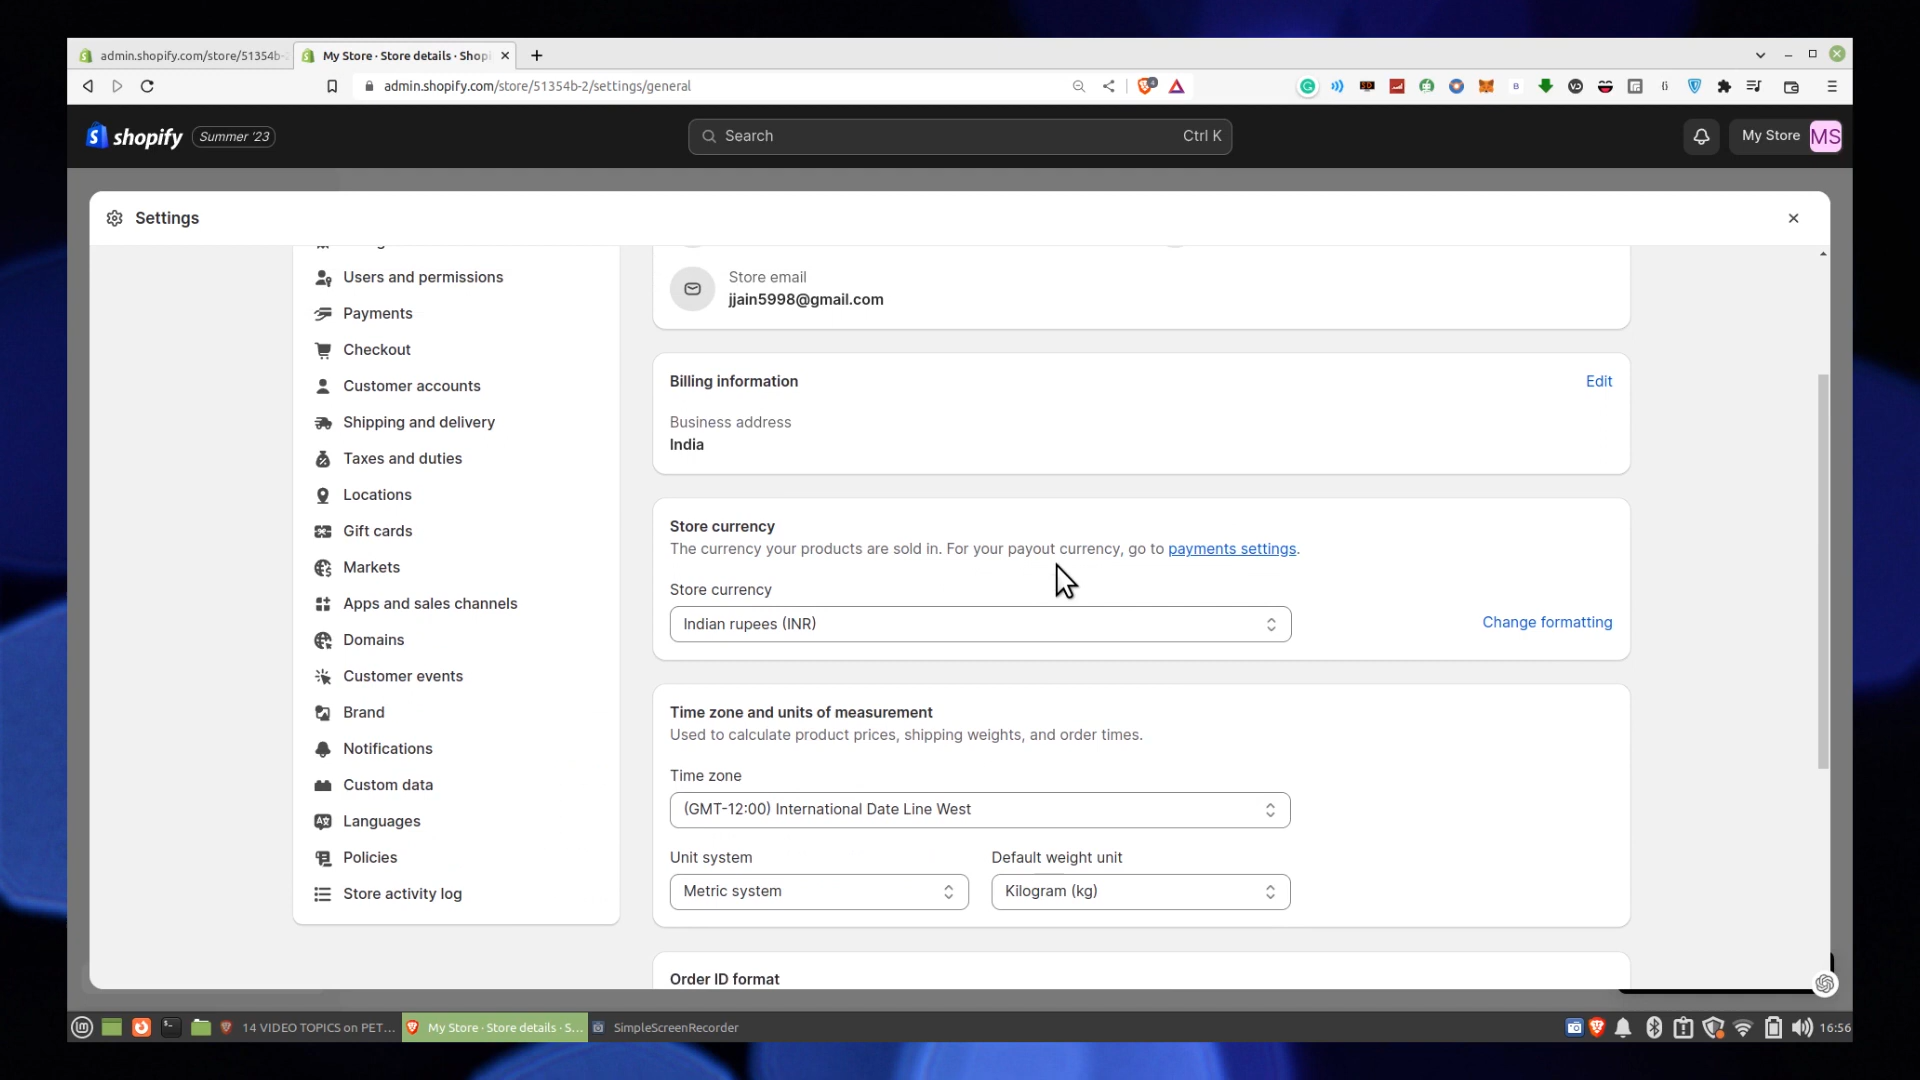 admin.shopify.com/store/51354b-
My Store · Store details · Shopi
admin.shopify.com/store/51354b-2/settings/general
shopify
Summer '23
Search
Ctrl K
My Store
MS
Settings
Users and permissions
Payments
Checkout
Customer accounts
Shipping and delivery
Taxes and duties
Locations
Gift cards
Markets
Apps and sales channels
Domains
Customer events
Brand
Notifications
Custom data
Languages
Policies
Store activity log
Store email
jjain5998@gmail.com
Billing information
Edit
Business address
India
Store currency
The currency your products are sold in. For your payout currency, go to payments settings.
Store currency
Indian rupees (INR)
Change formatting
Time zone and units of measurement
Used to calculate product prices, shipping weights, and order times.
Time zone
(GMT-12:00) International Date Line West
Unit system
Default weight unit
Metric system
Kilogram (kg)
Order ID format
14 VIDEO TOPICS on PET...
My Store · Store details · S...
SimpleScreenRecorder
16:56